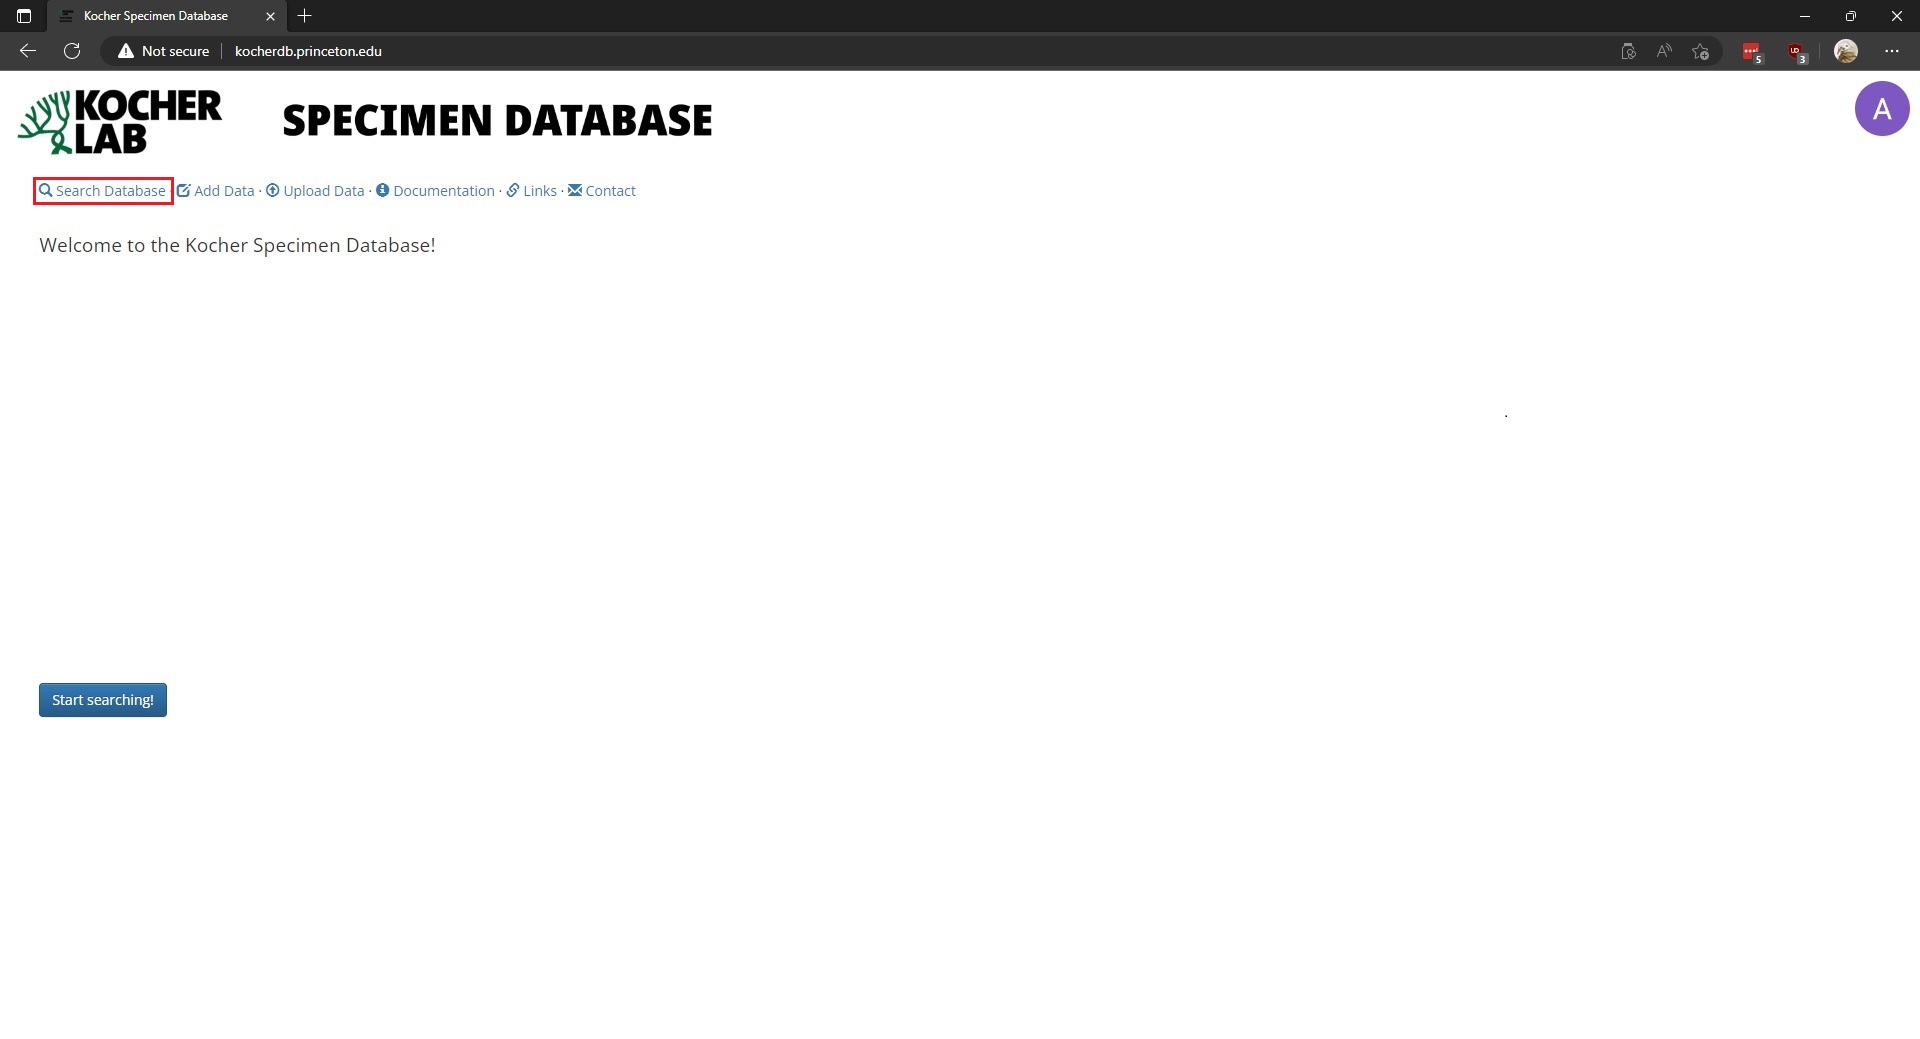 Kocher Specimen Database
Not secure
kocherdb.princeton.edu
5
3
KOCHER
LAB
SPECIMEN DATABASE
A
Search Database Add Data · Upload Data · Documentation · Links · Contact
Welcome to the Kocher Specimen Database!
Start searching!